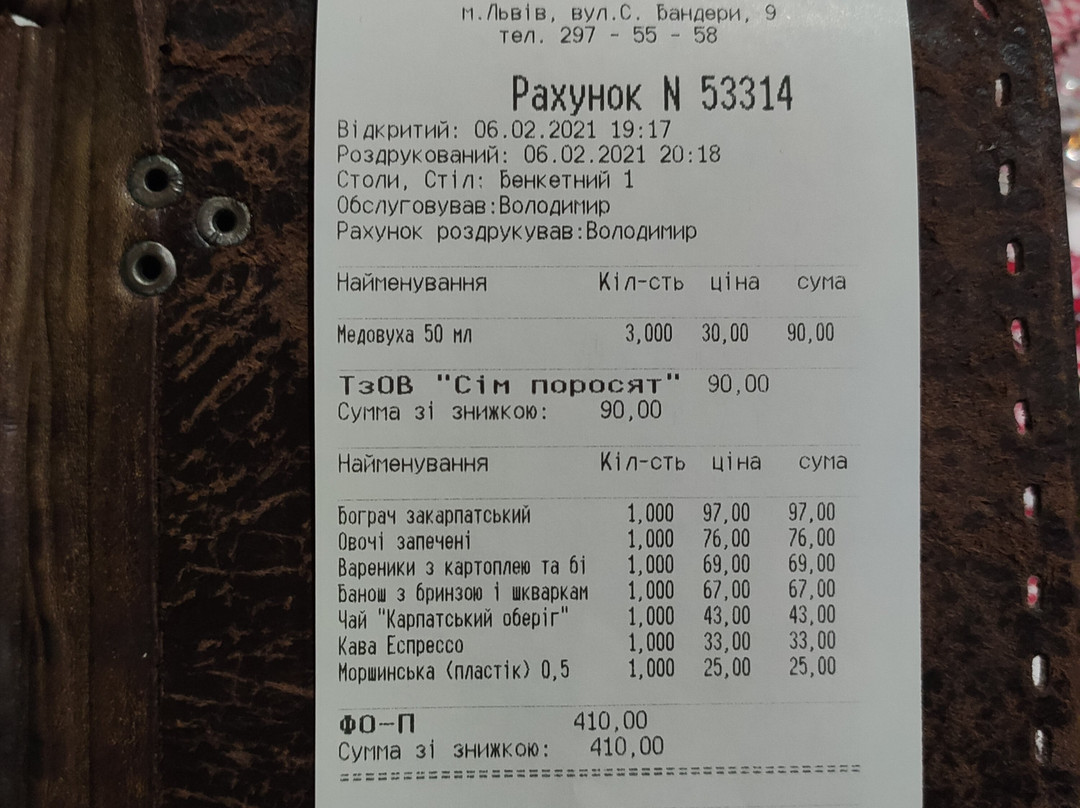 м.Львів, вул.С. Бандери, 9
тел. 297 - 55 - 58
Рахунок N 53314
Відкритий: 06.02.2021 19:17
Роздрукований: 06.02.2021 20:18
Столи, Стіл: Бенкетний 1
Обслуговував:Володимир
Рахунок роздрукував:Володимир
Найменування Кіл-сть ціна сума
Медовуха 50 мл 3,000 30,00 90,00
ТзОВ "Сім поросят" 90,00
Сумма зі знижкою: 90,00
Найменування Кіл-сть ціна сума
Бограч закарпатський 1,000 97,00 97,00
Овочі запечені 1,000 76,00 76,00
Вареники з картоплею та бі 1,000 69,00 69,00
Банош з бринзою і шкваркам 1,000 67,00 67,00
Чай "Карпатський оберіг" 1,000 43,00 43,00
Кава Еспрессо 1,000 33,00 33,00
Моршинська (пластік) 0,5 1,000 25,00 25,00
ФО-П 410,00
Сумма зі знижкою: 410,00